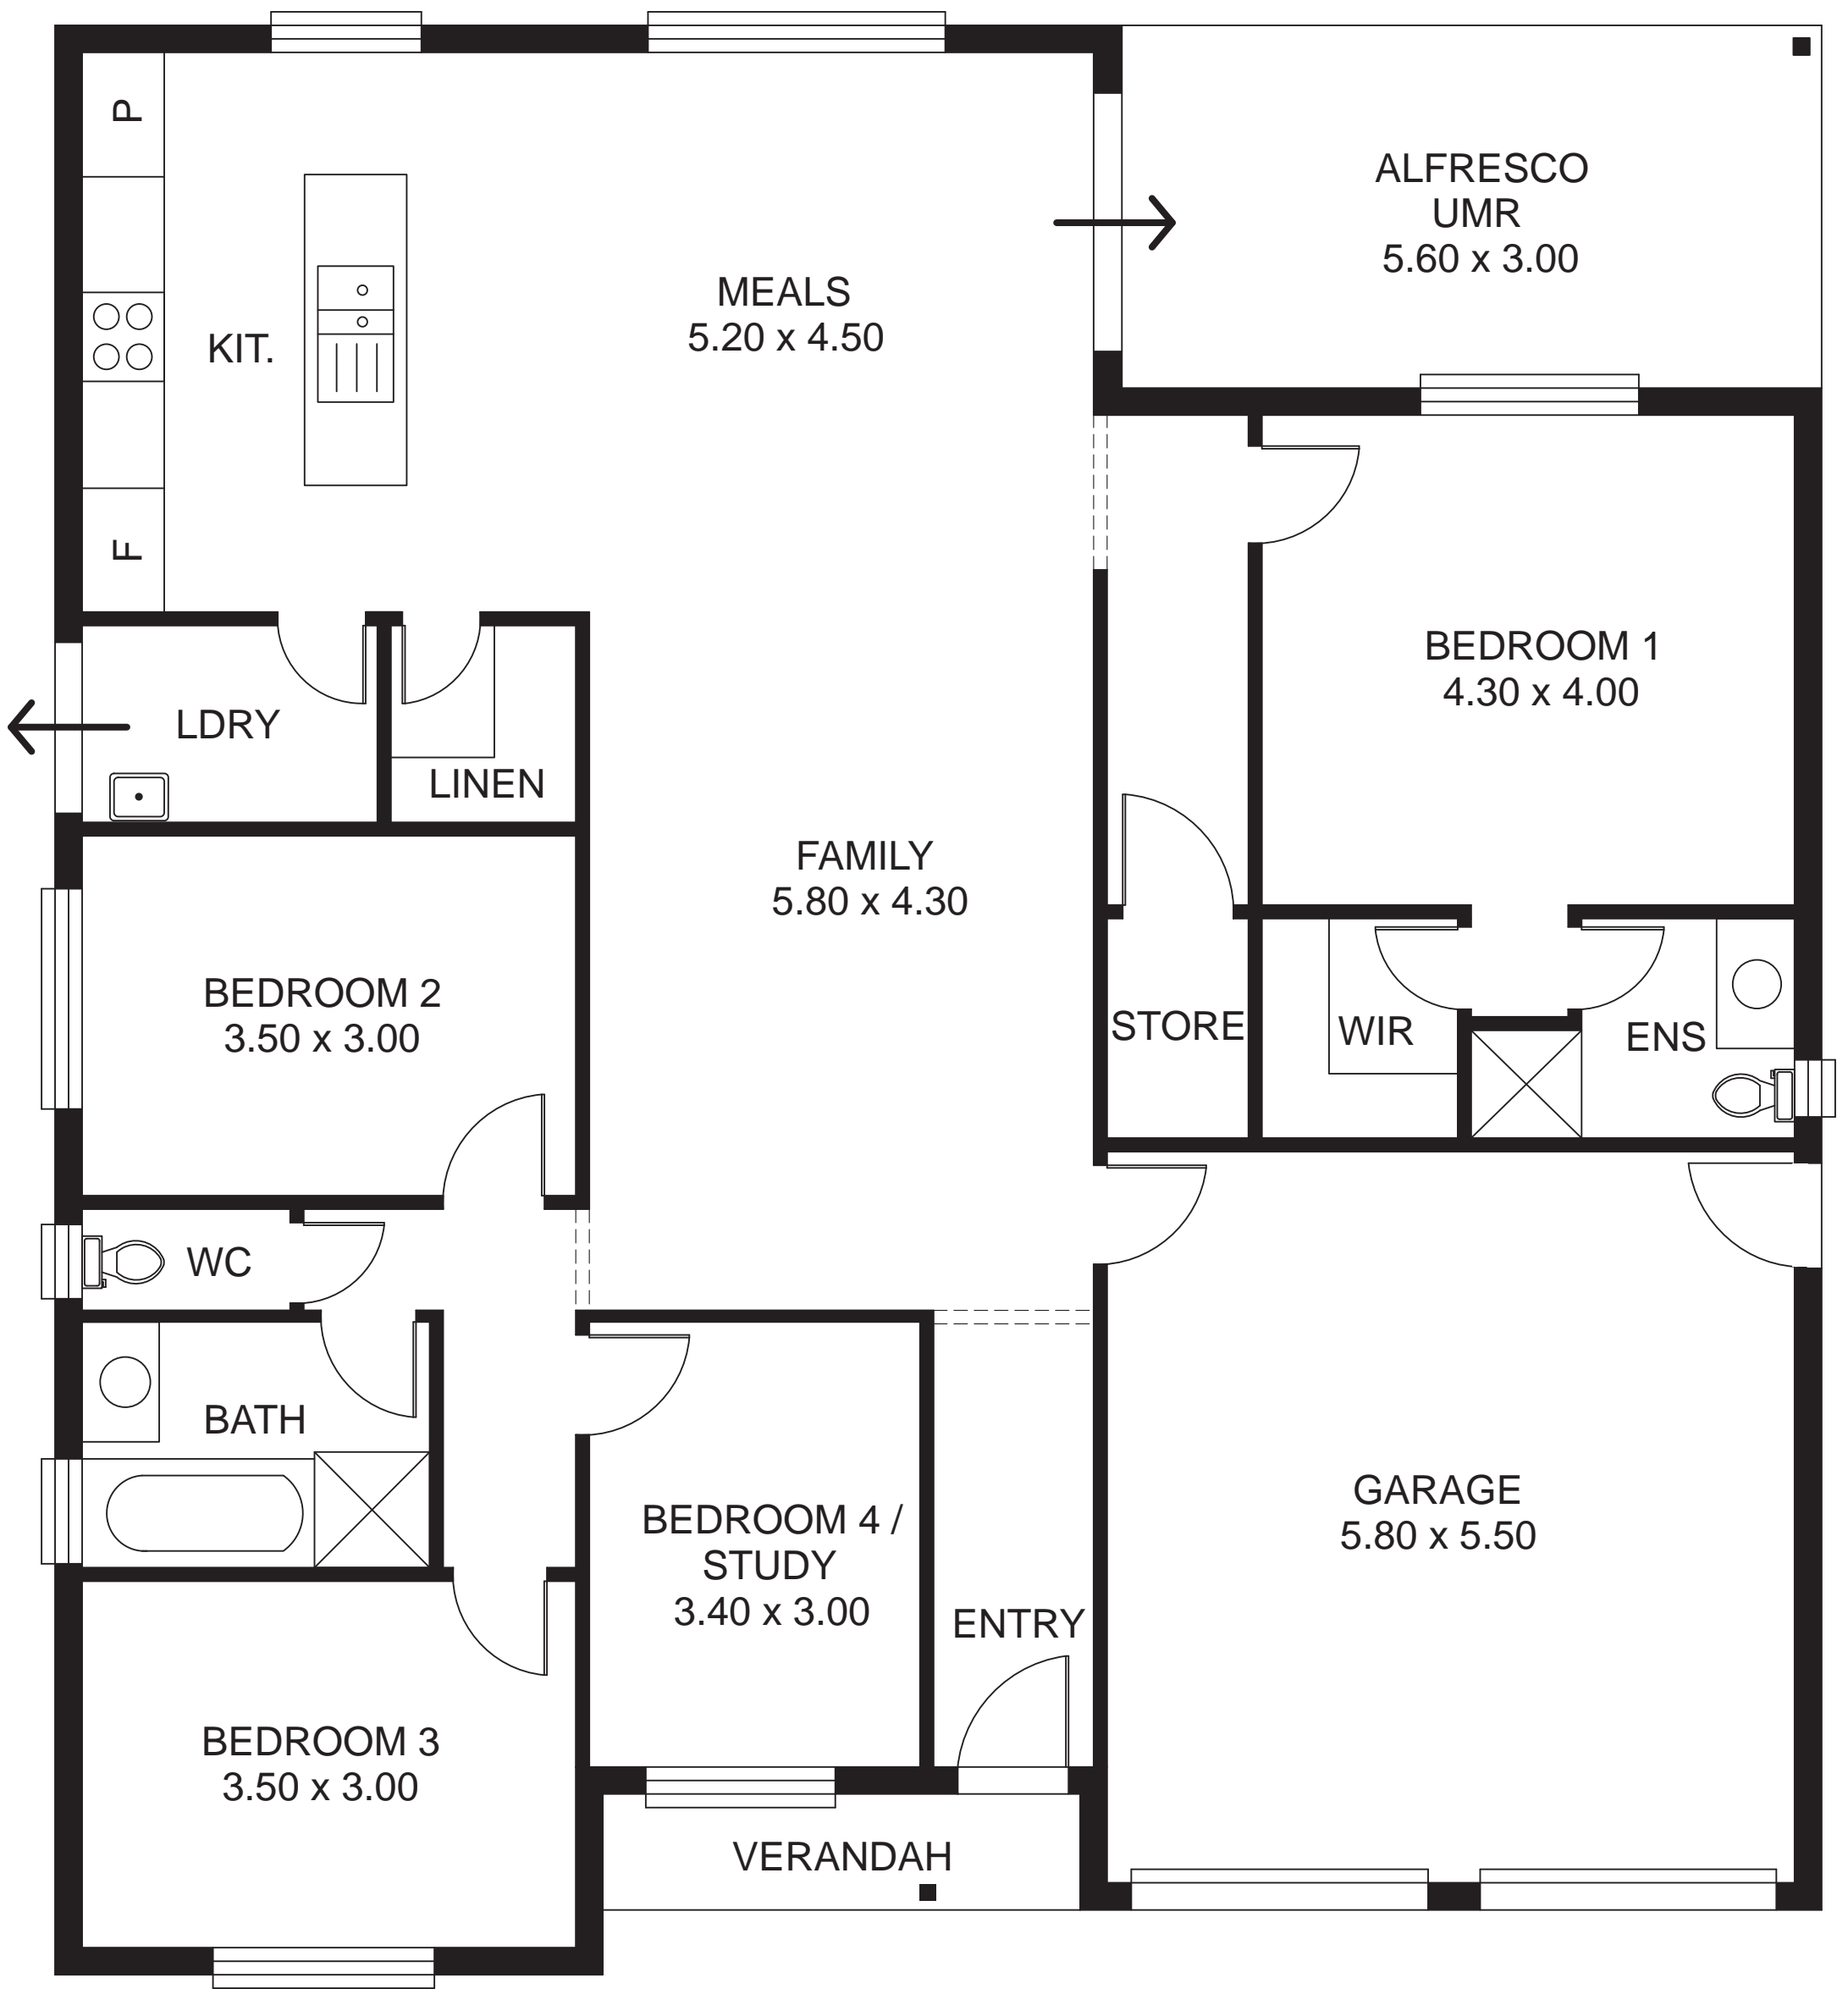 P
ALFRESCO
UMR
5.60 x 3.00
MEALS
5.20 x 4.50
KIT.
F
BEDROOM 1
4.30 x 4.00
LDRY
LINEN
FAMILY
5.80 x 4.30
BEDROOM 2
3.50 x 3.00
STORE
WIR
ENS
WC
BATH
BEDROOM 4 /
STUDY
3.40 x 3.00
GARAGE
5.80 x 5.50
ENTRY
BEDROOM 3
3.50 x 3.00
VERANDAH